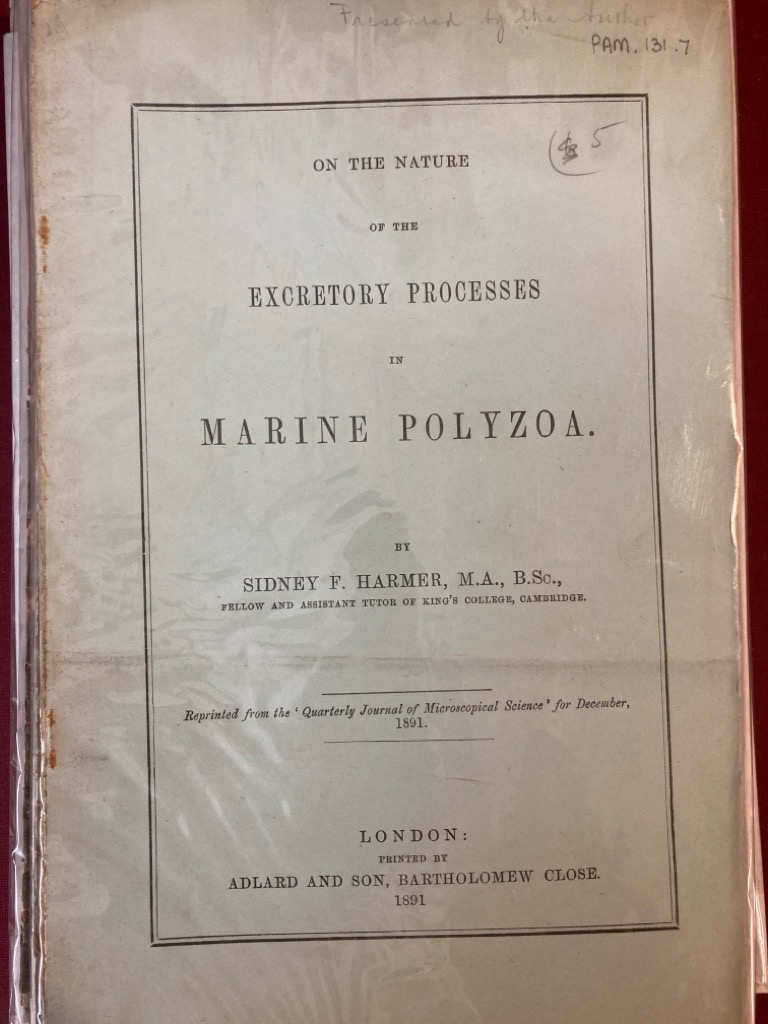 Presented by the Author
PAM. 131.7
5
ON THE NATURE
OF THE
EXCRETORY PROCESSES
IN
MARINE POLYZOA.
BY
SIDNEY F. HARMER, M.A., B.Sc.,
FELLOW AND ASSISTANT TUTOR OF KING'S COLLEGE, CAMBRIDGE.
Reprinted from the ‘Quarterly Journal of Microscopical Science’ for December,
1891.
LONDON:
PRINTED BY
ADLARD AND SON, BARTHOLOMEW CLOSE.
1891